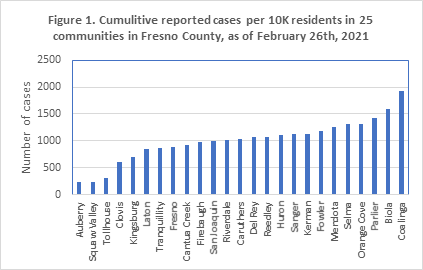 Figure 1. Cumulitive reported cases per 10K residents in 25
communities in Fresno County, as of February 26th, 2021
Number of cases
2500
2000
1500
1000
500
0
Auberry
Squaw Valley
Tollhouse
Clovis
Kingsburg
Laton
Tranquillity
Fresno
Cantua Creek
Firebaugh
San Joaquin
Riverdale
Caruthers
Del Rey
Reedley
Huron
Sanger
Kerman
Fowler
Mendota
Selma
Orange Cove
Parlier
Biola
Coalinga